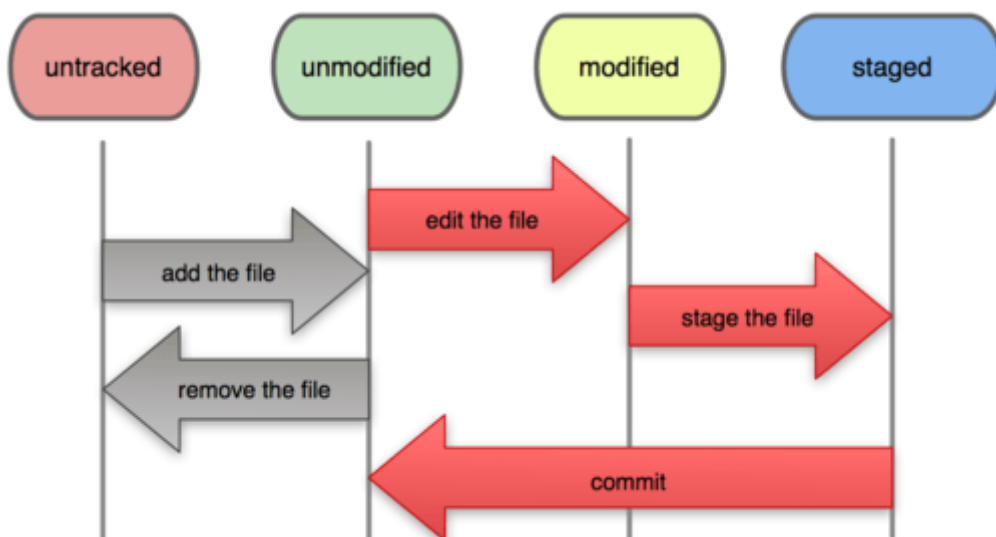 untracked
unmodified
modified
staged
edit the file
add the file
stage the file
remove the file
commit